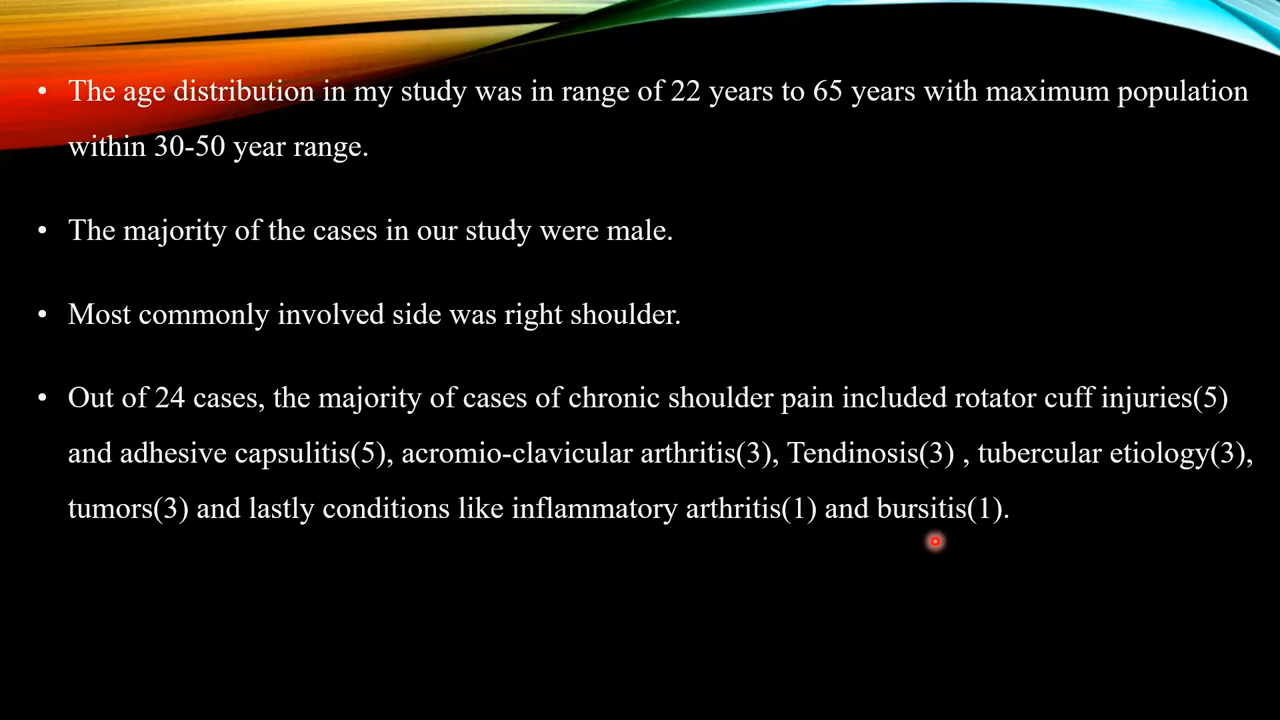 • The age distribution in my study was in range of 22 years to 65 years with maximum population
within 30-50 year range.
• The majority of the cases in our study were male.
• Most commonly involved side was right shoulder.
• Out of 24 cases, the majority of cases of chronic shoulder pain included rotator cuff injuries(5)
and adhesive capsulitis(5), acromio-clavicular arthritis(3), Tendinosis(3) , tubercular etiology(3),
tumors(3) and lastly conditions like inflammatory arthritis(1) and bursitis(1).